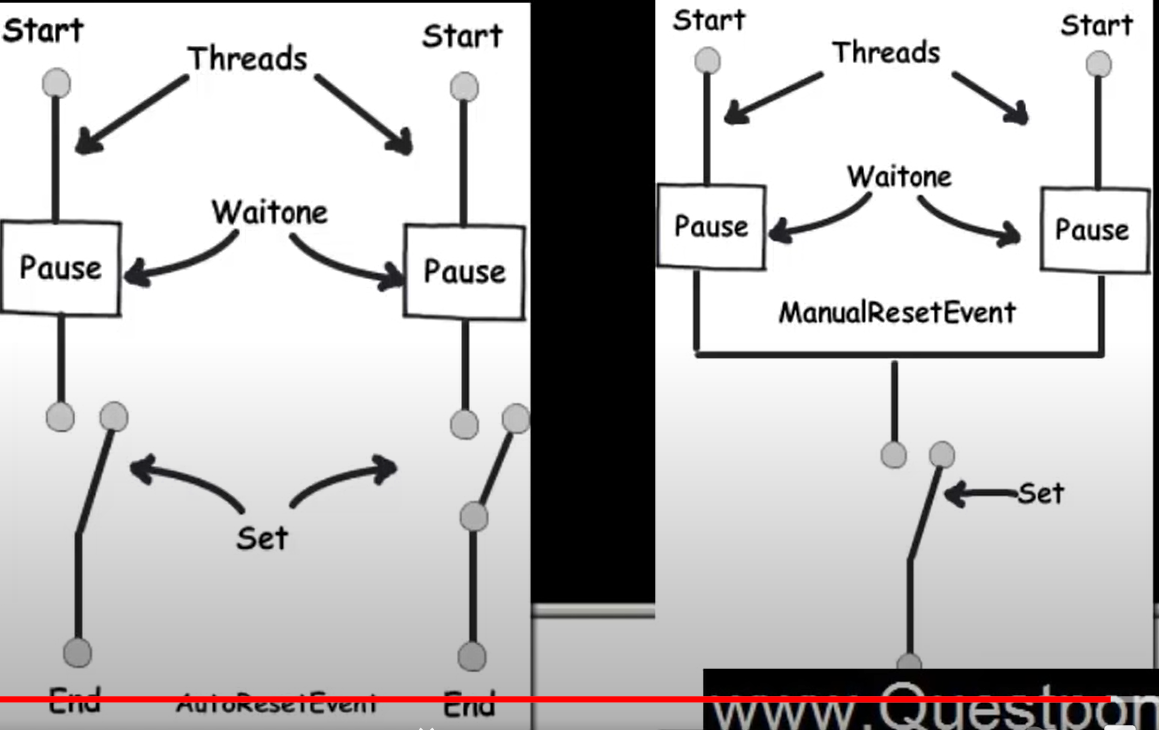 Start
Threads
Start
Waitone
Pause
Pause
Set
End
AutoResetEvent
End
Start
Threads
Start
Waitone
Pause
Pause
ManualResetEvent
Set
www.Questpon